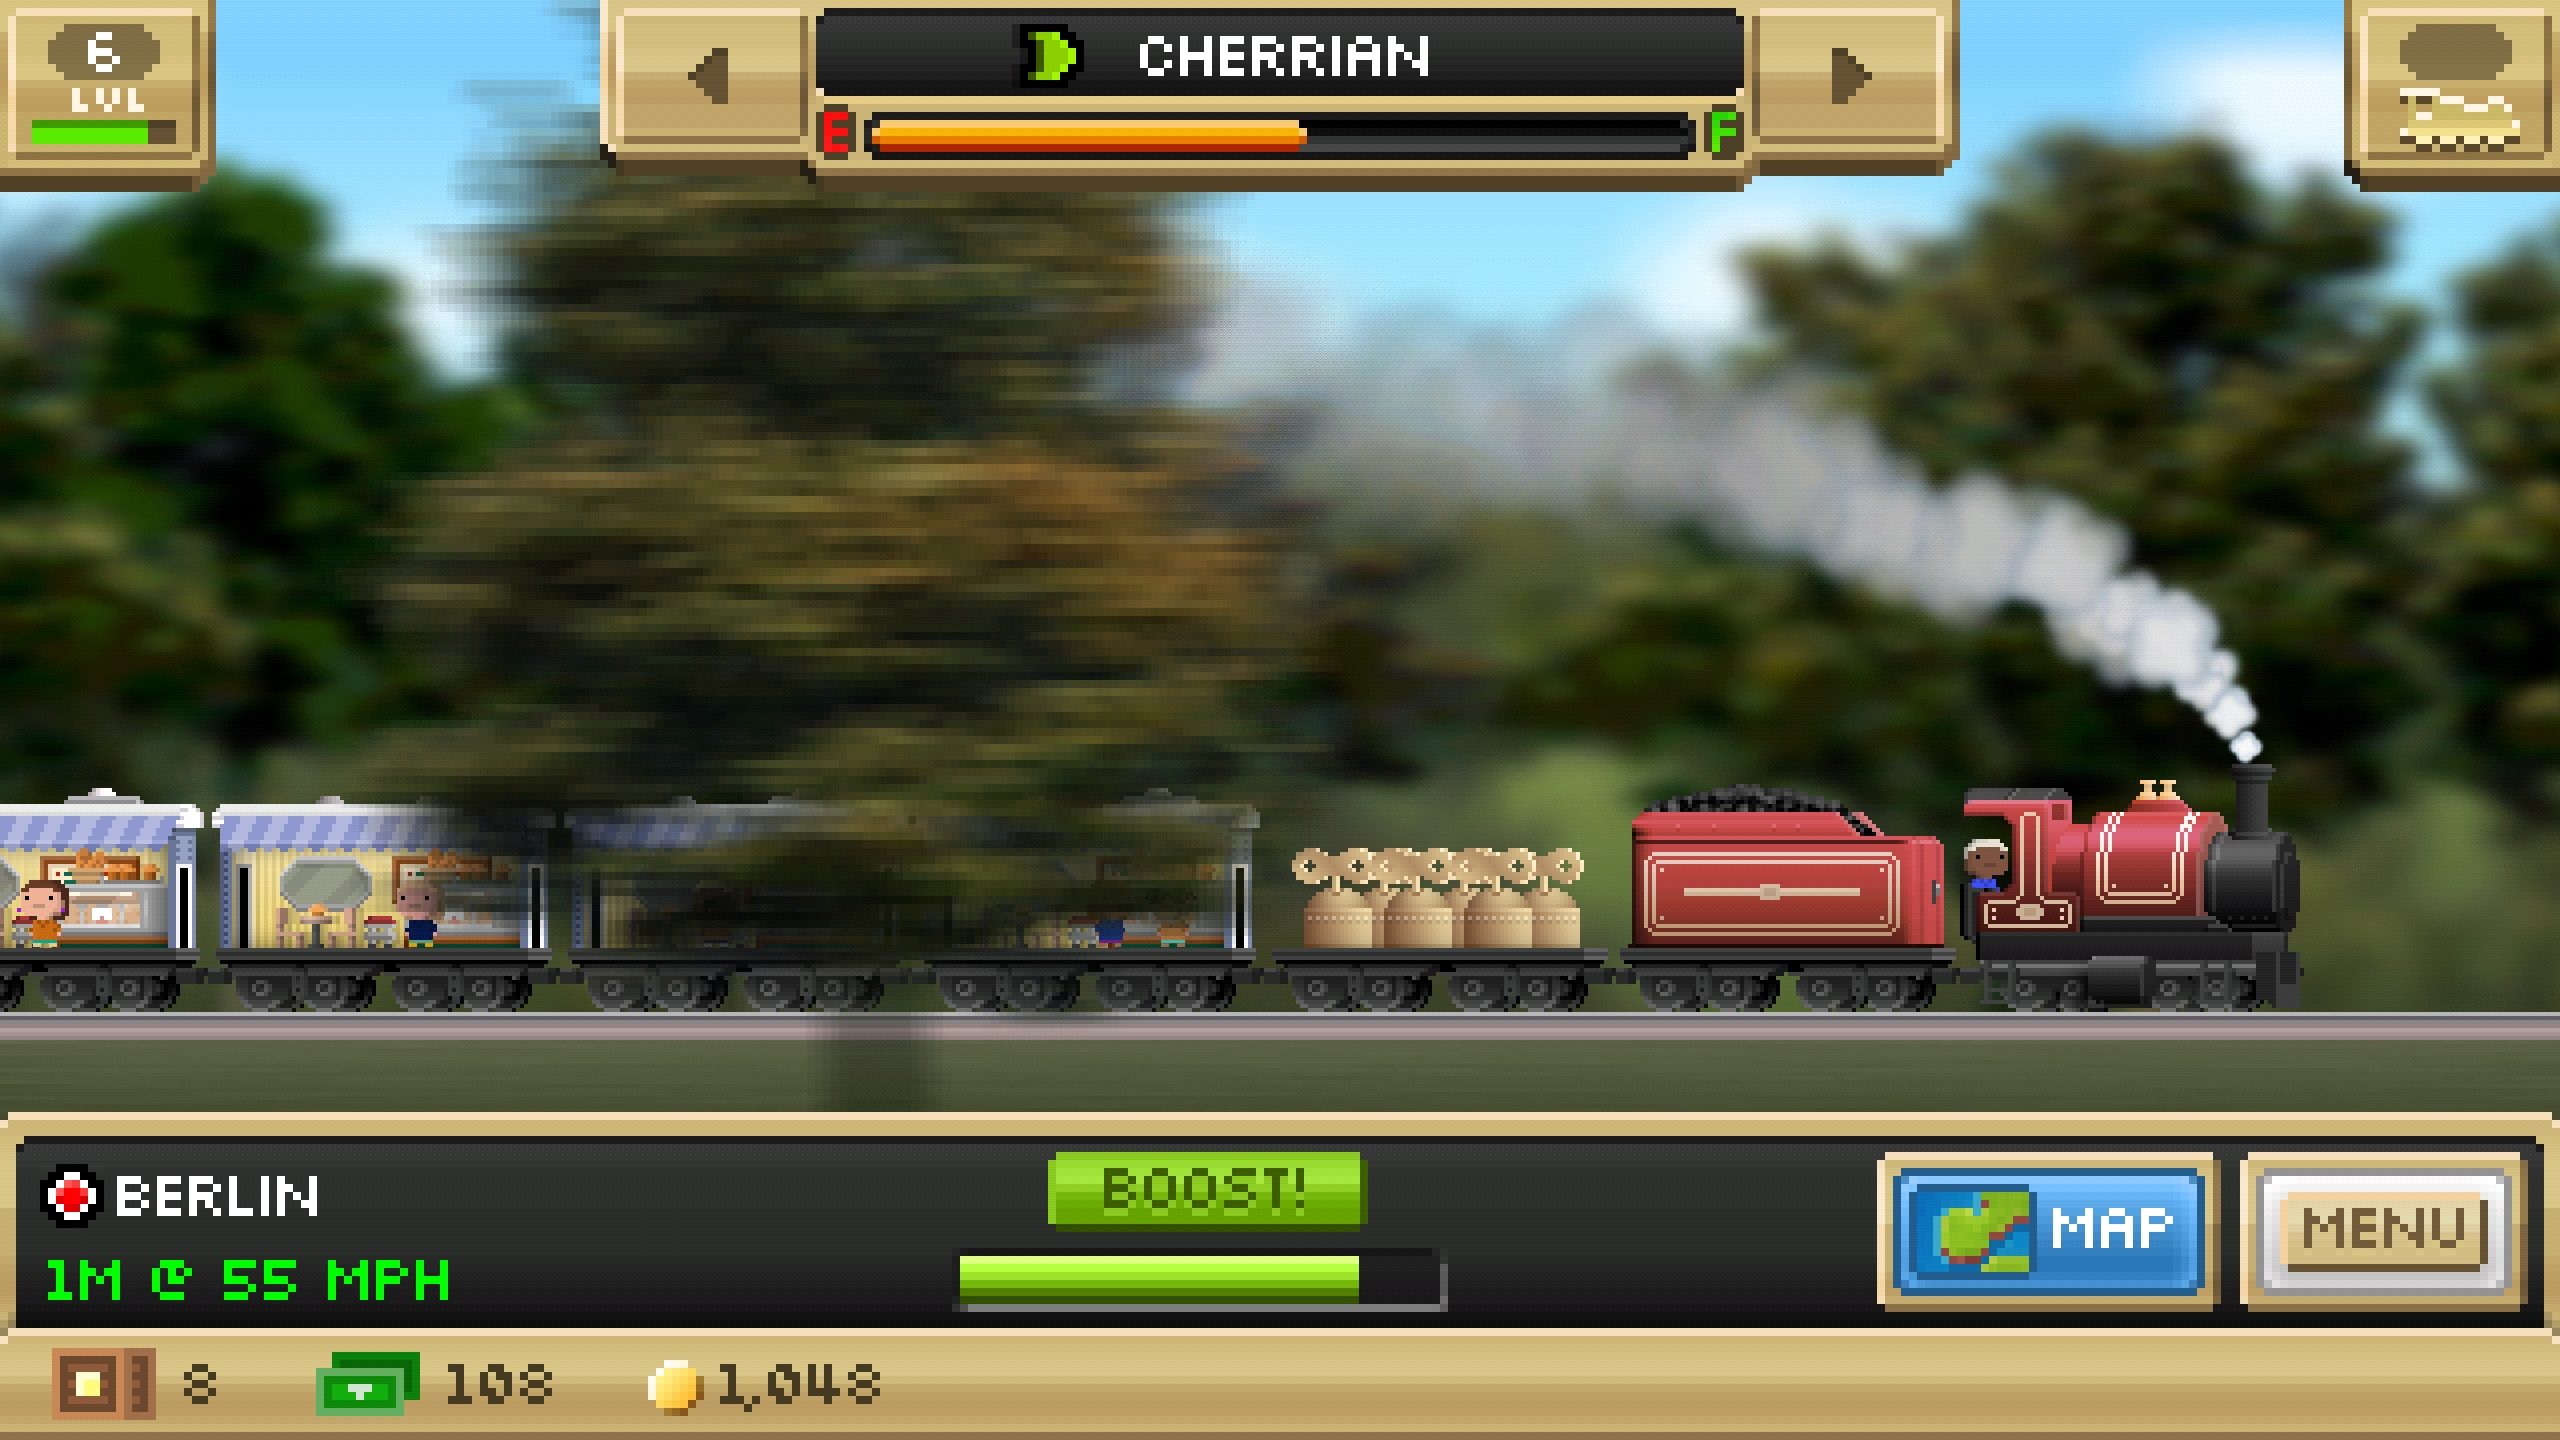 6
LVL
CHERRIAN
E F
BERLIN
1M @ 55 MPH
BOOST!
MAP
MENU
8 108 1,048